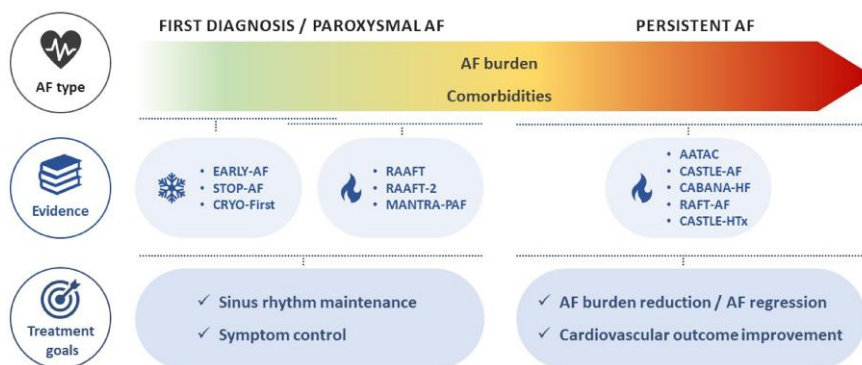 FIRST DIAGNOSIS / PAROXYSMAL AF
PERSISTENT AF
AF type
AF burden
Comorbidities
Evidence
• EARLY-AF
• STOP-AF
• CRYO-First
• RAAFT
• RAAFT-2
• MANTRA-PAF
• AATAC
• CASTLE-AF
• CABANA-HF
• RAFT-AF
• CASTLE-HTx
Treatment
goals
✓ Sinus rhythm maintenance
✓ Symptom control
✓ AF burden reduction / AF regression
✓ Cardiovascular outcome improvement